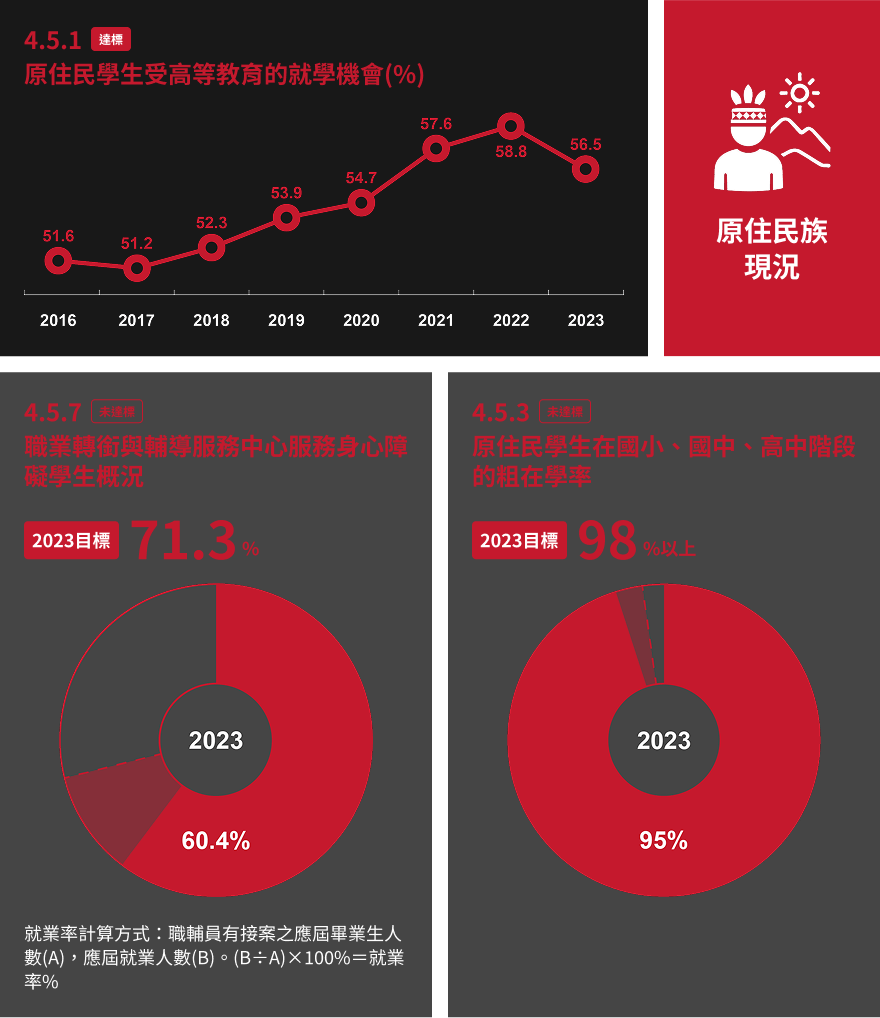 4.5.1 達標
原住民學生受高等教育的就學機會(%)
51.6
51.2
52.3
53.9
54.7
57.6
58.8
56.5
2016 2017 2018 2019 2020 2021 2022 2023
原住民族
現況
4.5.7 未達標
職業轉銜與輔導服務中心服務身心障
礙學生概況
2023目標 71.3 %
2023
60.4%
就業率計算方式：職輔員有接案之應屆畢業生人
數(A)，應屆就業人數(B)。(B÷A)×100%＝就業
率%
4.5.3 未達標
原住民學生在國小、國中、高中階段
的粗在學率
2023目標 98 %以上
2023
95%